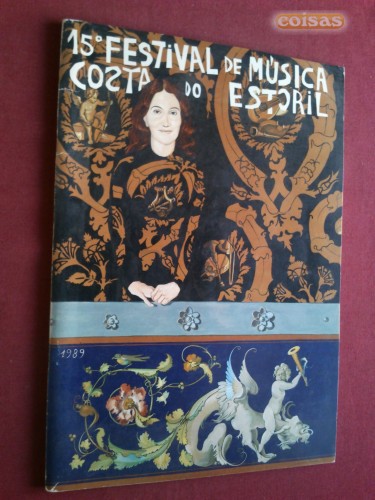 coisas
15º FESTIVAL DE MÚSICA
COSTA DO ESTORIL
1989